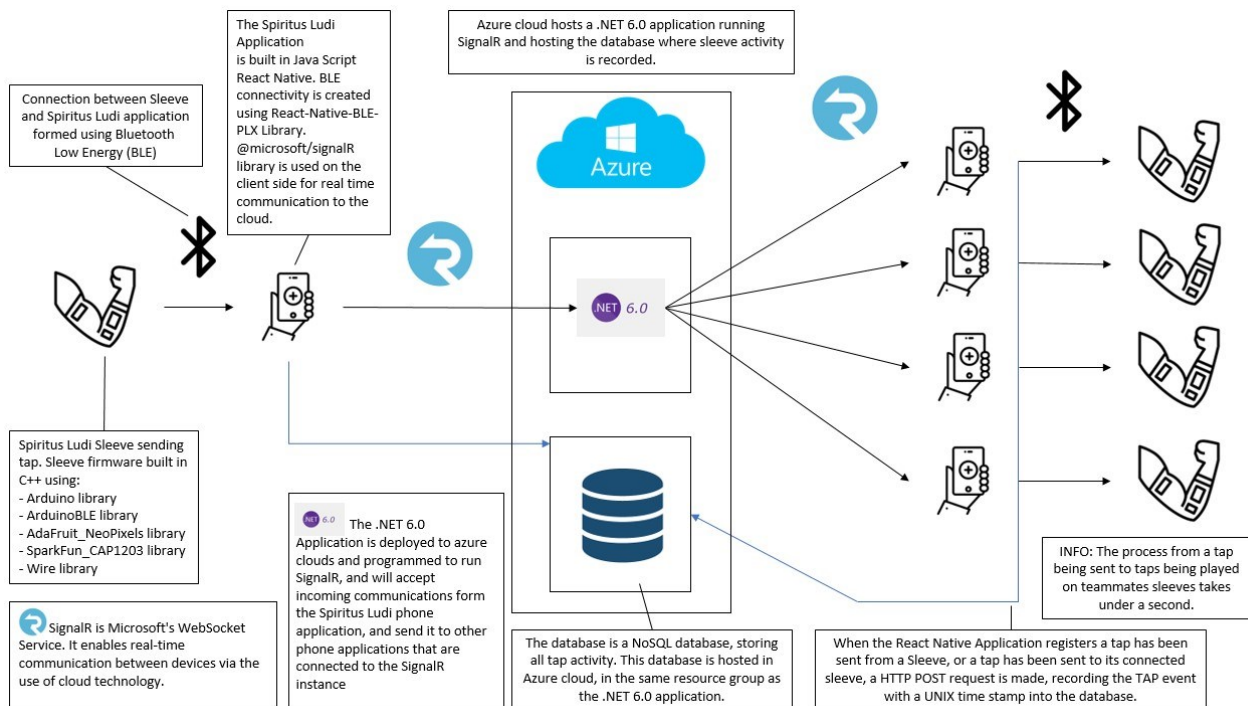 The Spiritus Ludi
Application
is built in Java Script
React Native. BLE
connectivity is created
using React-Native-BLE-
PLX Library.
@microsoft/signalR
library is used on the
client side for real time
communication to the
cloud.
Azure cloud hosts a .NET 6.0 application running
SignalR and hosting the database where sleeve activity
is recorded.
Connection between Sleeve
and Spiritus Ludi application
formed using Bluetooth
Low Energy (BLE)
Azure
.NET 6.0
Spiritus Ludi Sleeve sending
tap. Sleeve firmware built in
C++ using:
- Arduino library
- ArduinoBLE library
- AdaFruit_NeoPixels library
- SparkFun_CAP1203 library
- Wire library
.NET 6.0 The .NET 6.0
Application is deployed to azure
clouds and programmed to run
SignalR, and will accept
incoming communications form
the Spiritus Ludi phone
application, and send it to other
phone applications that are
connected to the SignalR
instance
INFO: The process from a tap
being sent to taps being played
on teammates sleeves takes
under a second.
SignalR is Microsoft's WebSocket
Service. It enables real-time
communication between devices via the
use of cloud technology.
The database is a NoSQL database, storing
all tap activity. This database is hosted in
Azure cloud, in the same resource group as
the .NET 6.0 application.
When the React Native Application registers a tap has been
sent from a Sleeve, or a tap has been sent to its connected
sleeve, a HTTP POST request is made, recording the TAP event
with a UNIX time stamp into the database.